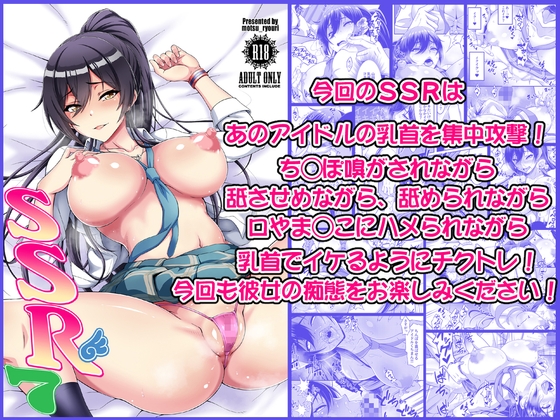 Presented by
motsu_ryouri
R18
ADULT ONLY
CONTENTS INCLUDE
SSR7
今回のSSRは
あのアイドルの乳首を集中攻撃！
ち〇ぽ嗅がされながら
舐させめながら、舐められながら
口やま〇こにハメられながら
乳首でイケるようにチクトレ！
今回も彼女の痴態をお楽しみください！